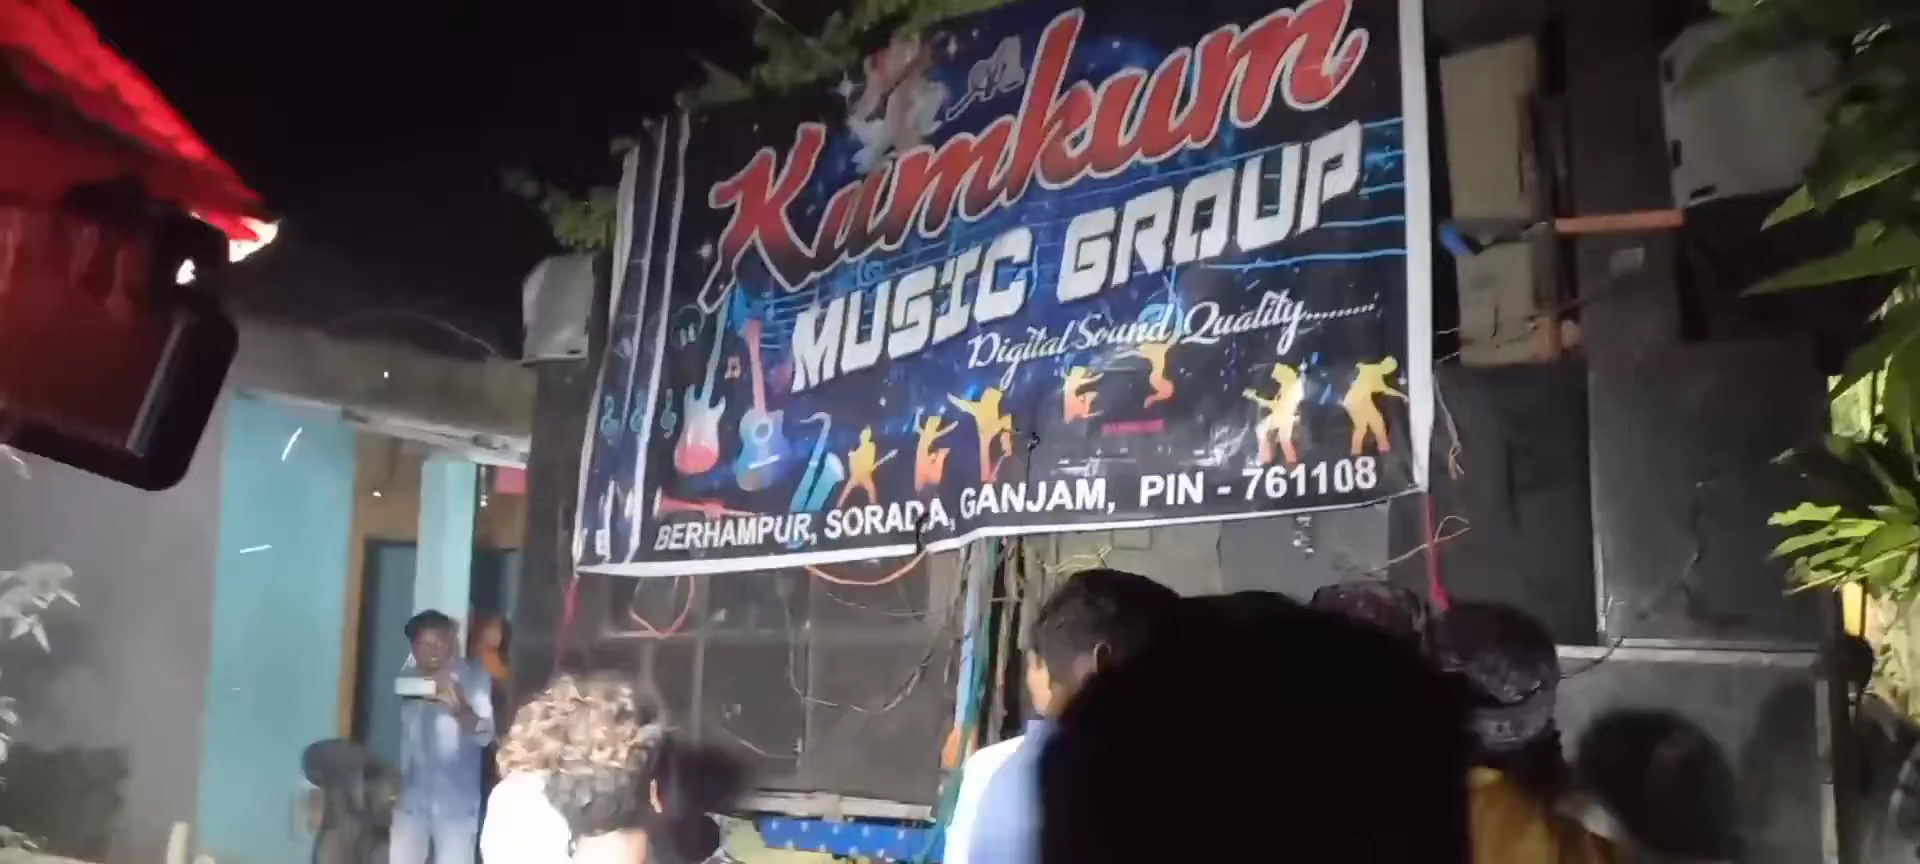 Kumkum
MUSIC GROUP
Digital Sound Quality.........
BERHAMPUR, SORADA, GANJAM, PIN - 761108